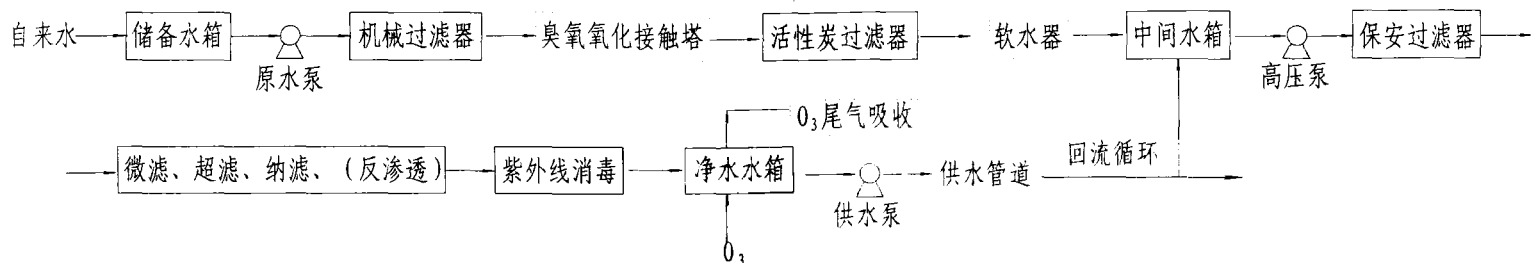 自来水
储备水箱
原水泵
机械过滤器
臭氧氧化接触塔
活性炭过滤器
软水器
中间水箱
高压泵
保安过滤器
O₃尾气吸收
微滤、超滤、纳滤、(反渗透)
紫外线消毒
净水水箱
供水泵
供水管道
回流循环
O₃